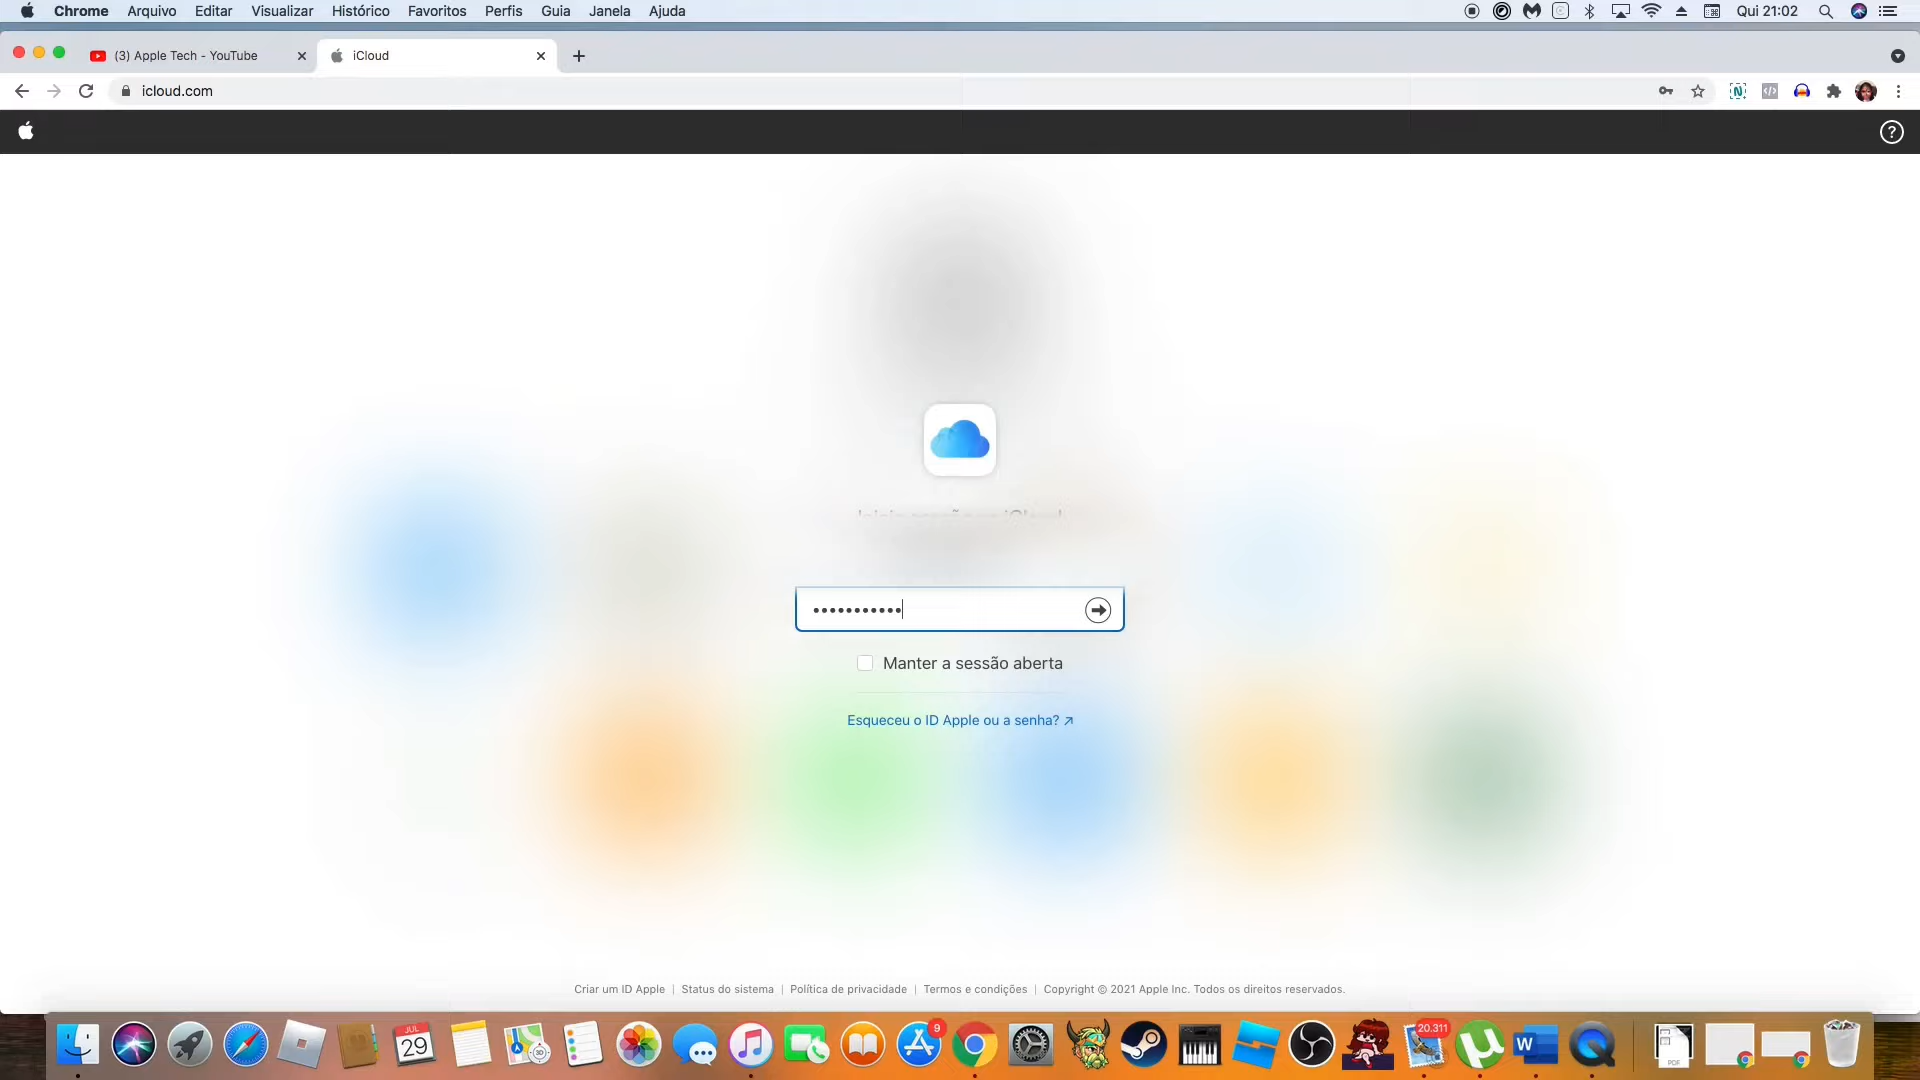 Chrome Arquivo Editar Visualizar Histórico Favoritos Perfis Guia Janela Ajuda Qui 21:02
(3) Apple Tech - YouTube iCloud
icloud.com
Manter a sessão aberta
Esqueceu o ID Apple ou a senha? ↗
Criar um ID Apple | Status do sistema | Política de privacidade | Termos e condições | Copyright © 2021 Apple Inc. Todos os direitos reservados.
JUL
29
3D
9
20.311
W
PDF